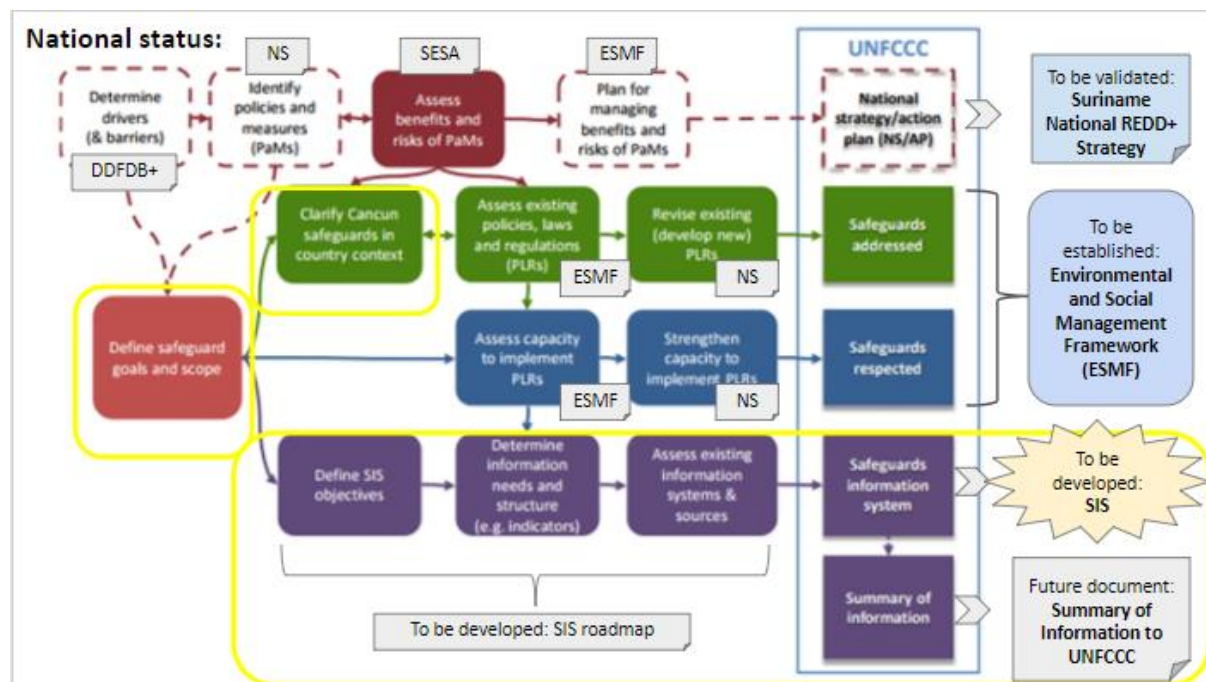 National status:
NS
SESA
ESMF
UNFCCC
Determine
drivers
(& barriers)
DDFDB+
Identify
policies and
measures
(PaMs)
Assess
benefits and
risks of PaMs
Plan for
managing
benefits and
risks of PaMs
National
strategy/action
plan (NS/AP)
To be validated:
Suriname
National REDD+
Strategy
Clarify Cancun
safeguards in
country context
Assess existing
policies, laws
and regulations
(PLRs)
ESMF
Revise existing
(develop new)
PLRs
NS
Safeguards
addressed
To be
established:
Environmental
and Social
Management
Framework
(ESMF)
Define safeguard
goals and scope
Assess capacity
to implement
PLRs
ESMF
Strengthen
capacity to
implement PLRs
NS
Safeguards
respected
Define SIS
objectives
Determine
information
needs and
structure
(e.g. indicators)
Assess existing
information
systems &
sources
Safeguards
information
system
To be
developed:
SIS
To be developed: SIS roadmap
Summary of
information
Future document:
Summary of
Information to
UNFCCC